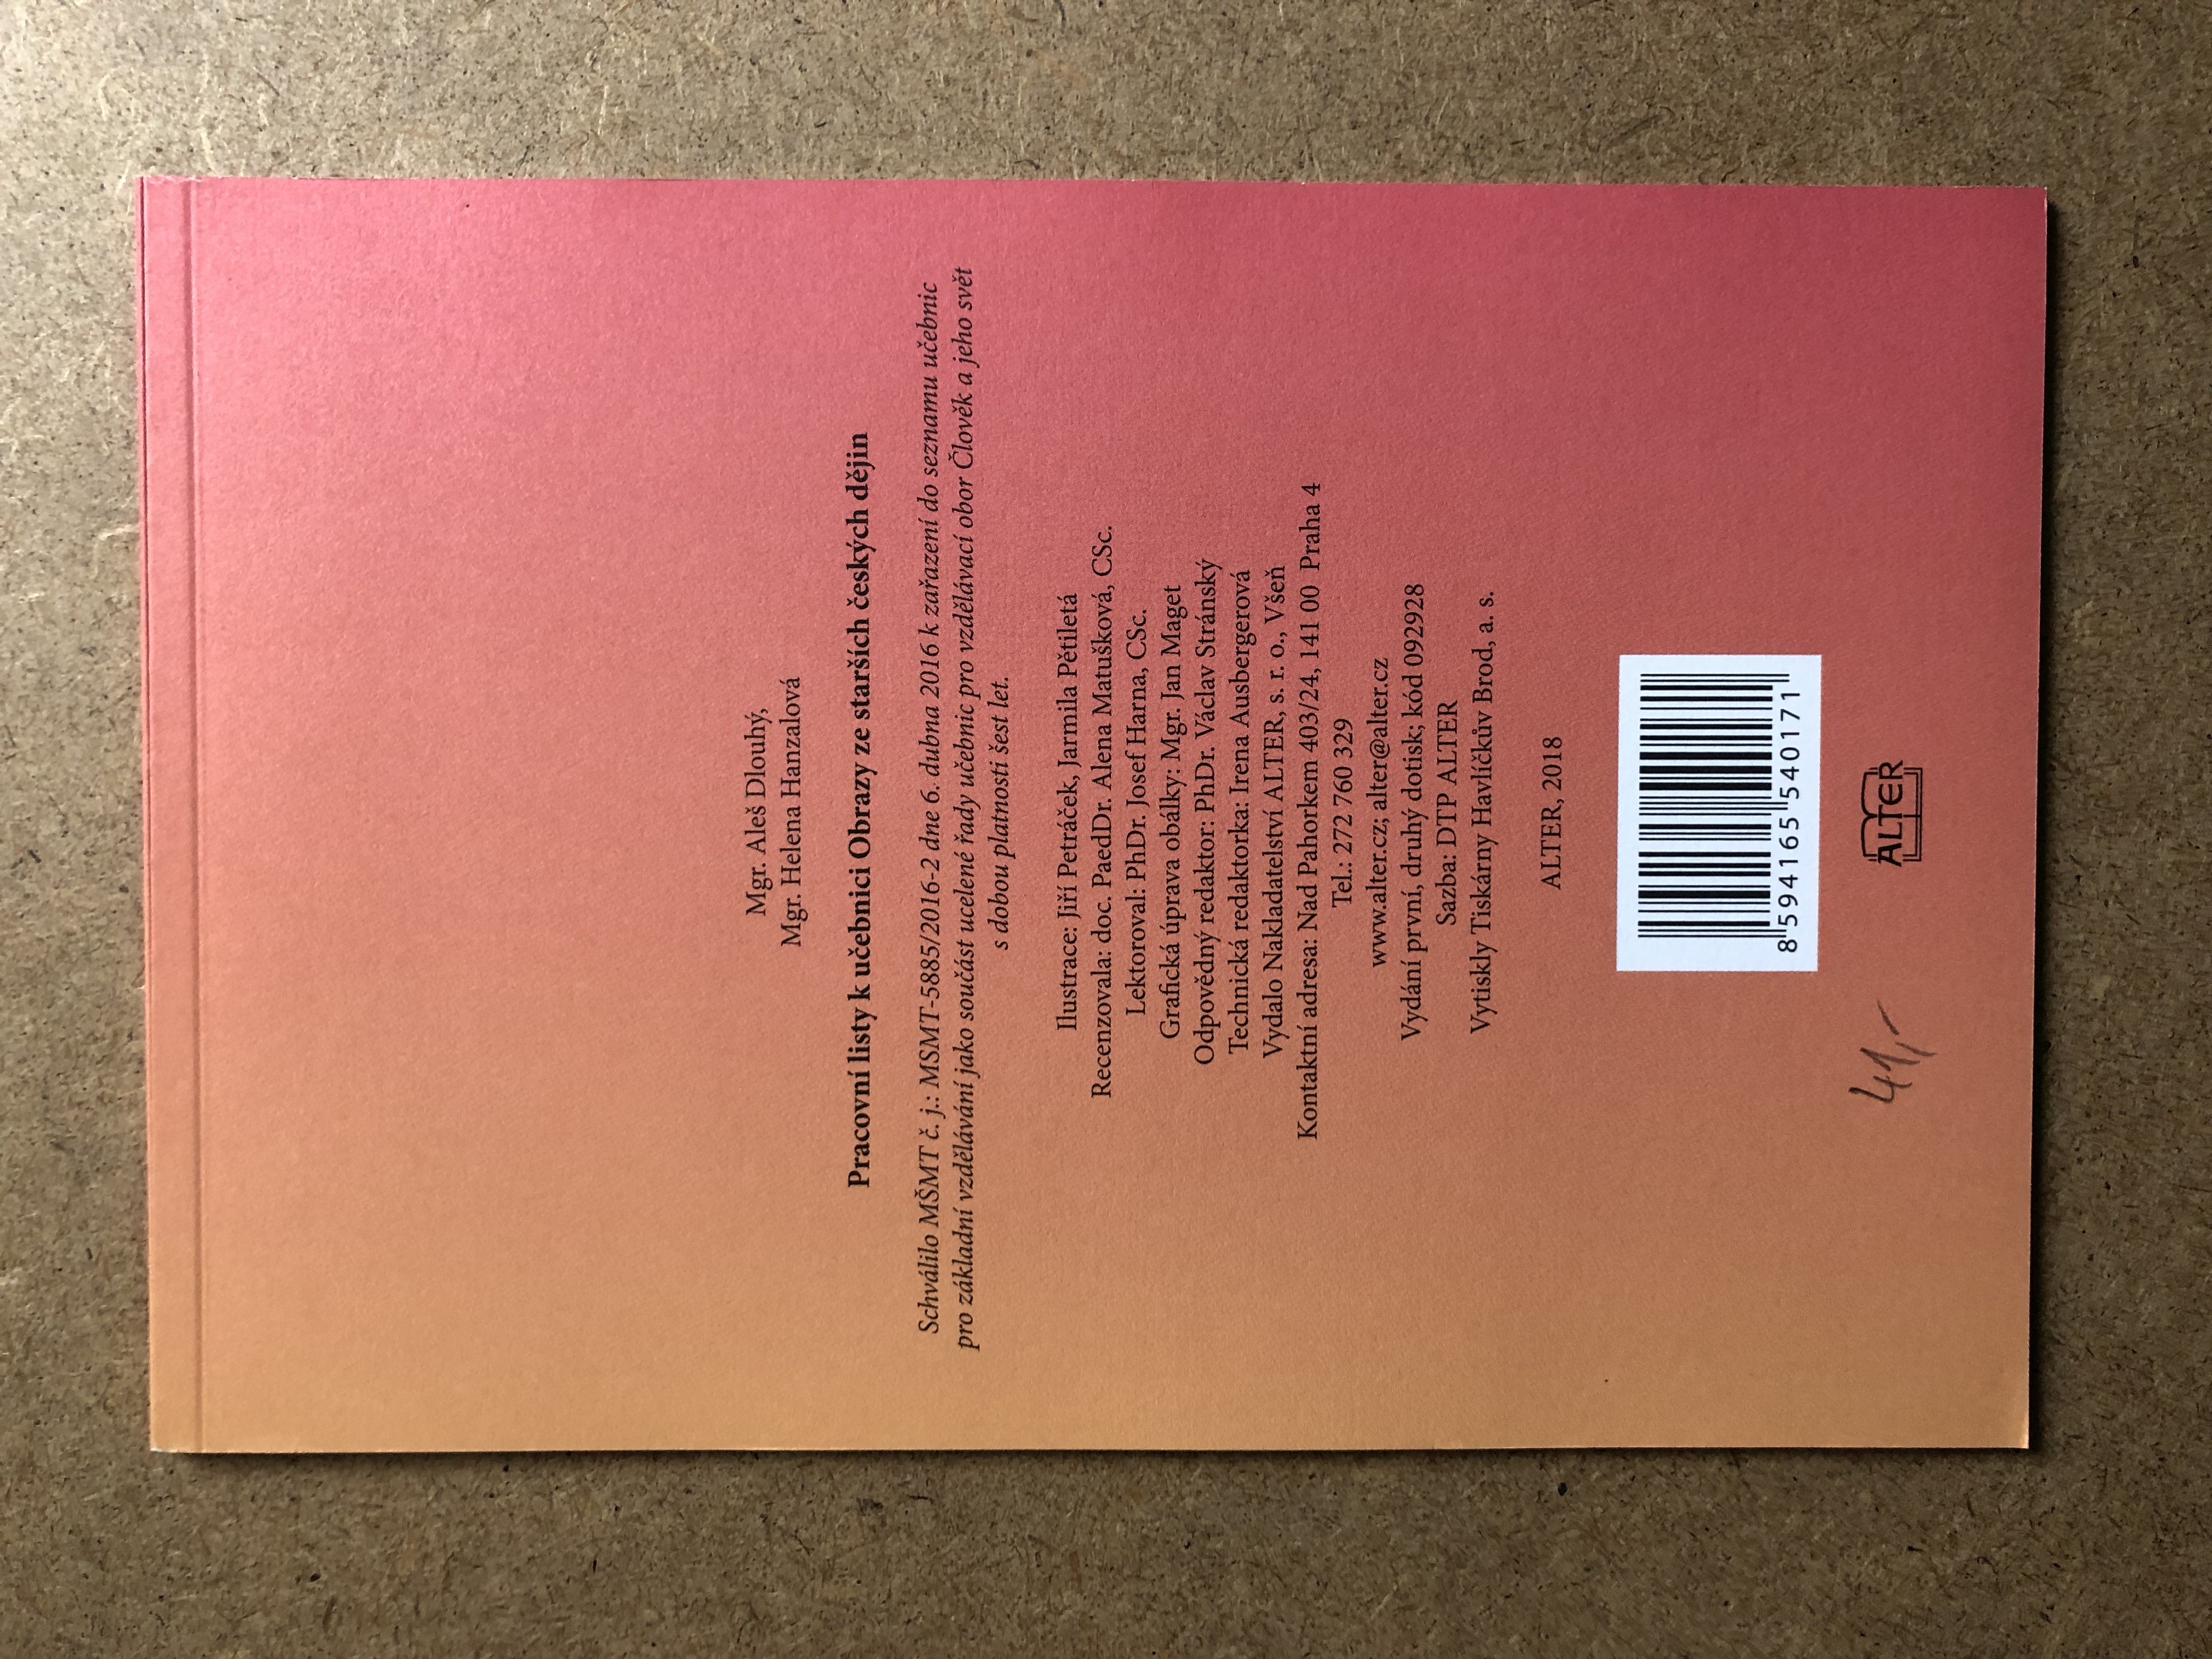 Mgr. Aleš Dlouhý,
Mgr. Helena Hanzalová
Pracovní listy k učebnici Obrazy ze starších českých dějin
Schválilo MŠMT č. j.: MSMT-5885/2016-2 dne 6. dubna 2016 k zařazení do seznamu učebnic
pro základní vzdělávání jako součást ucelené řady učebnic pro vzdělávací obor Člověk a jeho svět
s dobou platnosti šest let.
Ilustrace: Jiří Petráček, Jarmila Pětiletá
Recenzovala: doc. PaedDr. Alena Matušková, CSc.
Lektoroval: PhDr. Josef Harna, CSc.
Grafická úprava obálky: Mgr. Jan Maget
Odpovědný redaktor: PhDr. Václav Stránský
Technická redaktorka: Irena Ausbergerová
Vydalo Nakladatelství ALTER, s. r. o., Všeň
Kontaktní adresa: Nad Pahorkem 403/24, 141 00 Praha 4
Tel.: 272 760 329
www.alter.cz; alter@alter.cz
Vydání první, druhý dotisk; kód 092928
Sazba: DTP ALTER
Vytiskly Tiskárny Havlíčkův Brod, a. s.
ALTER, 2018
8 594165 540171
41,-
ALTER